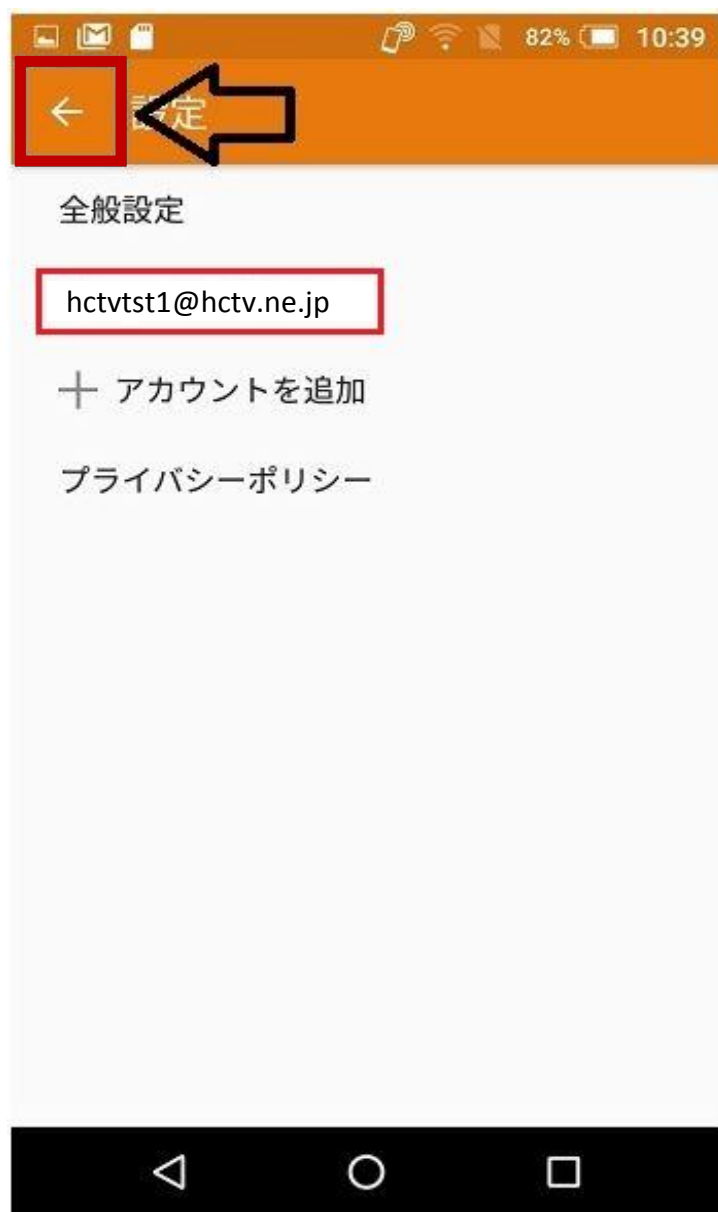 82% 10:39
設定
全般設定
hctvtst1@hctv.ne.jp
アカウントを追加
プライバシーポリシー